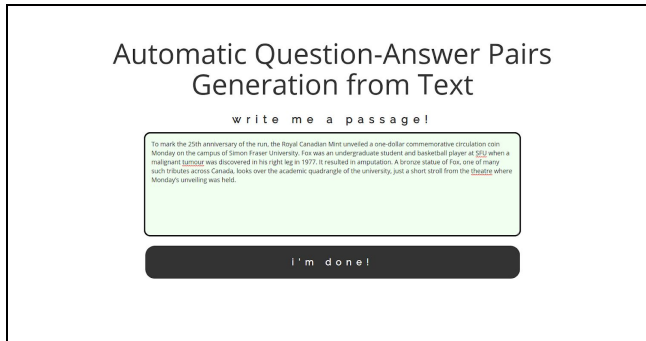 Automatic Question-Answer Pairs
Generation from Text
write me a passage!
To mark the 25th anniversary of the run, the Royal Canadian Mint unveiled a one-dollar commemorative circulation coin
Monday on the campus of Simon Fraser University. Fox was an undergraduate student and basketball player at SFU when a
malignant tumour was discovered in his right leg in 1977. It resulted in amputation. A bronze statue of Fox, one of many
such tributes across Canada, looks over the academic quadrangle of the university, just a short stroll from the theatre where
Monday's unveiling was held.
i'm done!